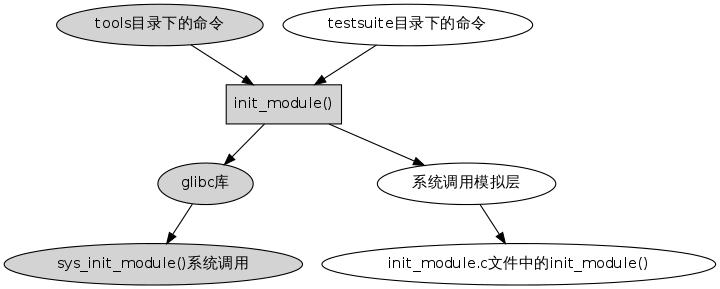 tools目录下的命令
testsuite目录下的命令
init_module()
glibc库
系统调用模拟层
sys_init_module()系统调用
init_module.c文件中的init_module()